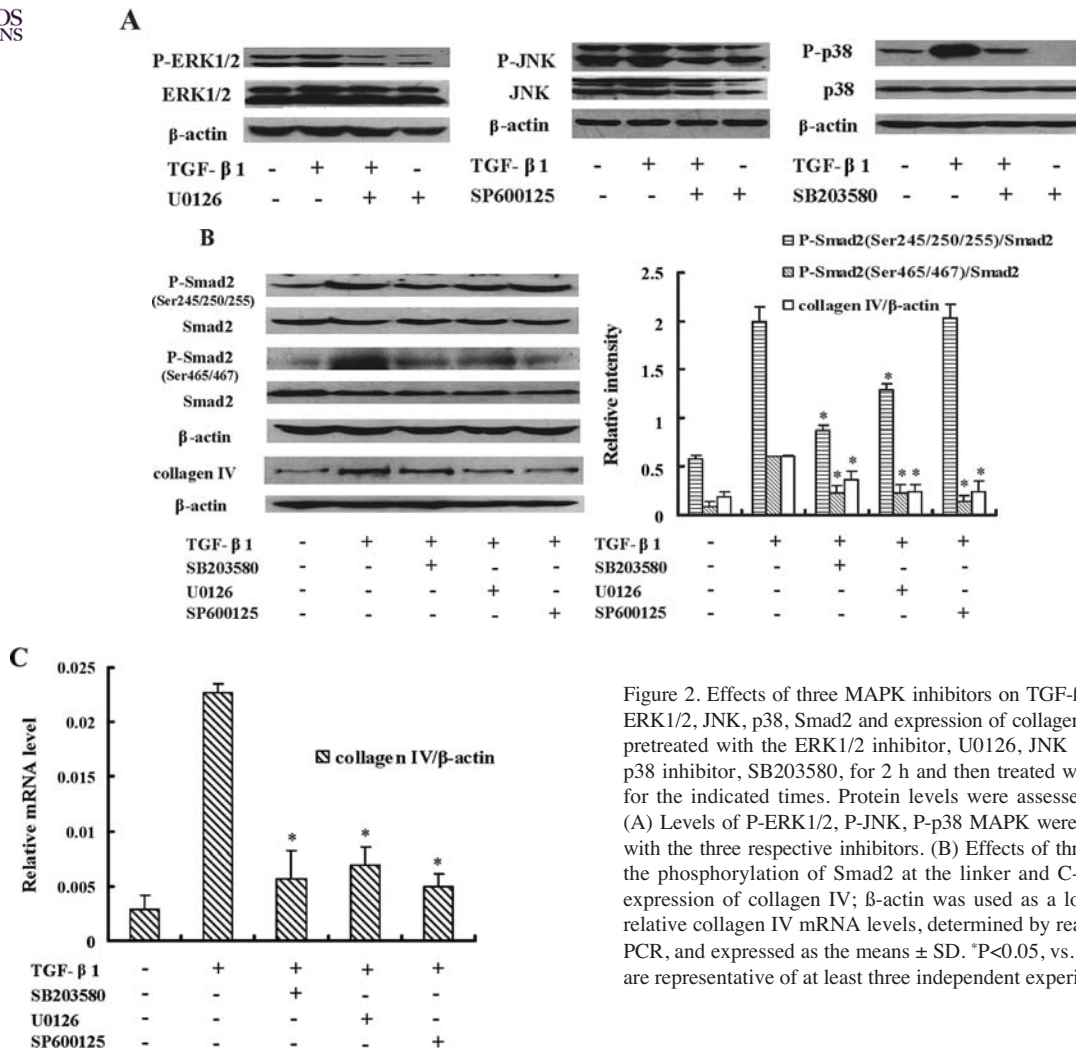 OS
NS
A
P-ERK1/2
ERK1/2
β-actin
TGF-β1 - + + -
U0126 - - + +
P-JNK
JNK
β-actin
TGF-β1 - + + -
SP600125 - - + +
P-p38
p38
β-actin
TGF-β1 - + + -
SB203580 - - + +
B
P-Smad2
(Ser245/250/255)
Smad2
P-Smad2
(Ser465/467)
Smad2
β-actin
collagen IV
β-actin
TGF-β1 - + + + +
SB203580 - - + - -
U0126 - - - + -
SP600125 - - - - +
P-Smad2(Ser245/250/255)/Smad2
P-Smad2(Ser465/467)/Smad2
collagen IV/β-actin
Relative intensity
2.5
2
1.5
1
0.5
0
* * *
* * *
* *
TGF-β1 - + + + +
SB203580 - - + - -
U0126 - - - + -
SP600125 - - - - +
C
Relative mRNA level
0.025
0.02
0.015
0.01
0.005
0
collagen IV/β-actin
* * *
TGF-β1 - + + + +
SB203580 - - + - -
U0126 - - - + -
SP600125 - - - - +
Figure 2. Effects of three MAPK inhibitors on TGF-ß
ERK1/2, JNK, p38, Smad2 and expression of collagen
pretreated with the ERK1/2 inhibitor, U0126, JNK
p38 inhibitor, SB203580, for 2 h and then treated w
for the indicated times. Protein levels were assesse
(A) Levels of P-ERK1/2, P-JNK, P-p38 MAPK were
with the three respective inhibitors. (B) Effects of thr
the phosphorylation of Smad2 at the linker and C-
expression of collagen IV; ß-actin was used as a lo
relative collagen IV mRNA levels, determined by rea
PCR, and expressed as the means ± SD. *P<0.05, vs.
are representative of at least three independent experi